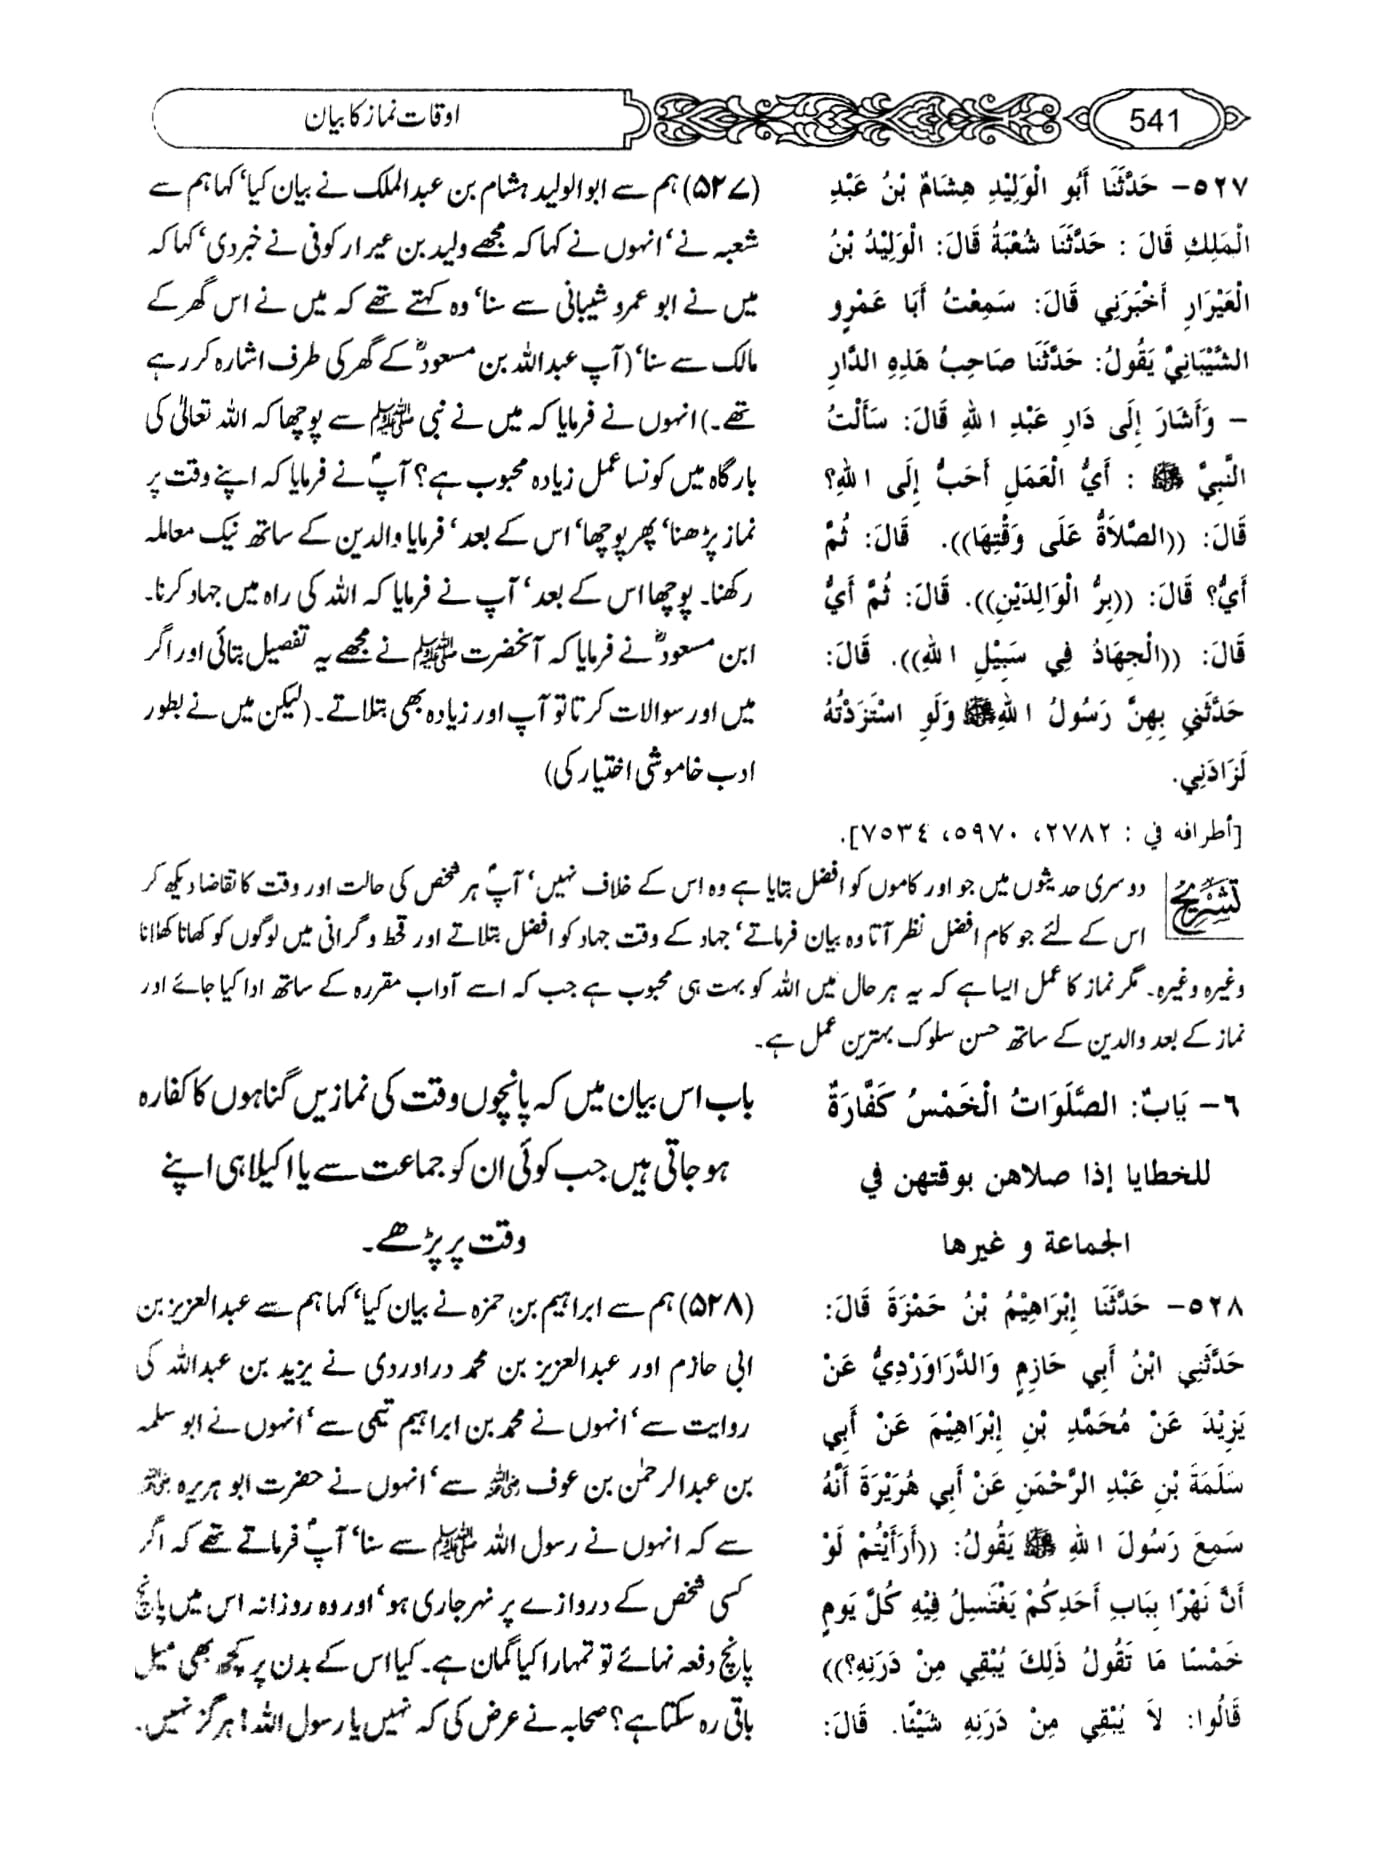 541
اوقات نماز کا بیان
٥٢٧- حَدَّثَنَا أَبُو الْوَلِيْدِ هِشَامُ بْنُ عَبْدِ
الْمَلِكِ قَالَ : حَدَّثَنَا شُعْبَةُ قَالَ: الْوَلِيْدُ بْنُ
الْعَيْزَارِ أَخْبَرَنِي قَالَ: سَمِعْتُ أَبَا عَمْرٍو
الشَّيْبَانِيَّ يَقُولُ: حَدَّثَنَا صَاحِبُ هَذِهِ الدَّارِ
– وَأَشَارَ إِلَى دَارِ عَبْدِ اللهِ قَالَ: سَأَلْتُ
النَّبِيَّ ﷺ : أَيُّ الْعَمَلِ أَحَبُّ إِلَى اللهِ؟
قَالَ: ((الصَّلاَةُ عَلَى وَقْتِهَا)). قَالَ: ثُمَّ
أَيُّ؟ قَالَ: ((بِرُّ الْوَالِدَيْنِ)). قَالَ: ثُمَّ أَيُّ
قَالَ: ((الْجِهَادُ فِي سَبِيْلِ اللهِ)). قَالَ:
حَدَّثَنِي بِهِنَّ رَسُولُ اللهِ ﷺ وَلَوِ اسْتَزَدْتُهُ
لَزَادَنِي.
[أطرافه في : ٢٧٨٢، ٥٩٧٠، ٧٥٣٤].
(۵۲۷) ہم سے ابوالولید ہشام بن عبدالملک نے بیان کیا‘ کہا ہم سے
شعبہ نے‘ انہوں نے کہا کہ مجھے ولید بن عیزار کوفی نے خبر دی‘ کہا کہ
میں نے ابو عمرو شیبانی سے سنا‘ وہ کہتے تھے کہ میں نے اس گھر کے
مالک سے سنا‘ (آپ عبداللہ بن مسعودؓ کے گھر کی طرف اشارہ کر رہے
تھے۔) انہوں نے فرمایا کہ میں نے نبی ﷺ سے پوچھا کہ اللہ تعالیٰ کی
بارگاہ میں کونسا عمل زیادہ محبوب ہے؟ آپؐ نے فرمایا کہ اپنے وقت پر
نماز پڑھنا‘ پھر پوچھا‘ اس کے بعد‘ فرمایا والدین کے ساتھ نیک معاملہ
رکھنا۔ پوچھا اس کے بعد‘ آپ نے فرمایا کہ اللہ کی راہ میں جہاد کرنا۔
ابن مسعودؓ نے فرمایا کہ آنحضرت ﷺ نے مجھے یہ تفصیل بتائی اور اگر
میں اور سوالات کرتا تو آپ اور زیادہ بھی بتلاتے۔ (لیکن میں نے بطور
ادب خاموشی اختیار کی)
تشریح دوسری حدیثوں میں جو اور کاموں کو افضل بتایا ہے وہ اس کے خلاف نہیں‘ آپؐ ہر شخص کی حالت اور وقت کا تقاضا دیکھ کر
اس کے لئے جو کام افضل نظر آتا وہ بیان فرماتے‘ جہاد کے وقت جہاد کو افضل بتلاتے اور قحط و گرانی میں لوگوں کو کھانا کھلانا
وغیرہ وغیرہ۔ مگر نماز کا عمل ایسا ہے کہ یہ ہر حال میں اللہ کو بہت ہی محبوب ہے جب کہ اسے آداب مقررہ کے ساتھ ادا کیا جائے اور
نماز کے بعد والدین کے ساتھ حسن سلوک بہترین عمل ہے۔
٦- بَابٌ: الصَّلَوَاتُ الْخَمْسُ كَفَّارَةٌ
للخطايا إذا صلاهن بوقتهن في
الجماعة و غيرها
باب اس بیان میں کہ پانچوں وقت کی نمازیں گناہوں کا کفارہ
ہو جاتی ہیں جب کوئی ان کو جماعت سے یا اکیلا ہی اپنے
وقت پر پڑھے۔
٥٢٨- حَدَّثَنَا إِبْرَاهِيْمُ بْنُ حَمْزَةَ قَالَ:
حَدَّثَنِي ابْنُ أَبِي حَازِمٍ وَالدَّرَاوَرْدِيُّ عَنْ
يَزِيْدَ عَنْ مُحَمَّدِ بْنِ إِبْرَاهِيْمَ عَنْ أَبِي
سَلَمَةَ بْنِ عَبْدِ الرَّحْمَنِ عَنْ أَبِي هُرَيْرَةَ أَنَّهُ
سَمِعَ رَسُولَ اللهِ ﷺ يَقُولُ: ((أَرَأَيْتُمْ لَوْ
أَنَّ نَهْرًا بِبَابِ أَحَدِكُمْ يَغْتَسِلُ فِيْهِ كُلَّ يَومٍ
خَمْسًا مَا تَقُولُ ذَلِكَ يُبْقِي مِنْ دَرَنِهِ؟))
قَالُوا: لاَ يُبْقِي مِنْ دَرَنِهِ شَيْئًا. قَالَ:
(۵۲۸) ہم سے ابراہیم بن حمزہ نے بیان کیا‘ کہا ہم سے عبدالعزیز بن
ابی حازم اور عبدالعزیز بن محمد دراوردی نے یزید بن عبداللہ کی
روایت سے‘ انہوں نے محمد بن ابراہیم تیمی سے‘ انہوں نے ابو سلمہ
بن عبدالرحمٰن بن عوف رضی اللہ عنہ سے‘ انہوں نے حضرت ابو ہریرہ رضی اللہ عنہ
سے کہ انہوں نے رسول اللہ ﷺ سے سنا‘ آپؐ فرماتے تھے کہ اگر
کسی شخص کے دروازے پر نہر جاری ہو‘ اور وہ روزانہ اس میں پانچ
پانچ دفعہ نہائے تو تمہارا کیا گمان ہے۔ کیا اس کے بدن پر کچھ بھی میل
باقی رہ سکتا ہے؟ صحابہ نے عرض کی کہ نہیں یا رسول اللہ! ہرگز نہیں۔